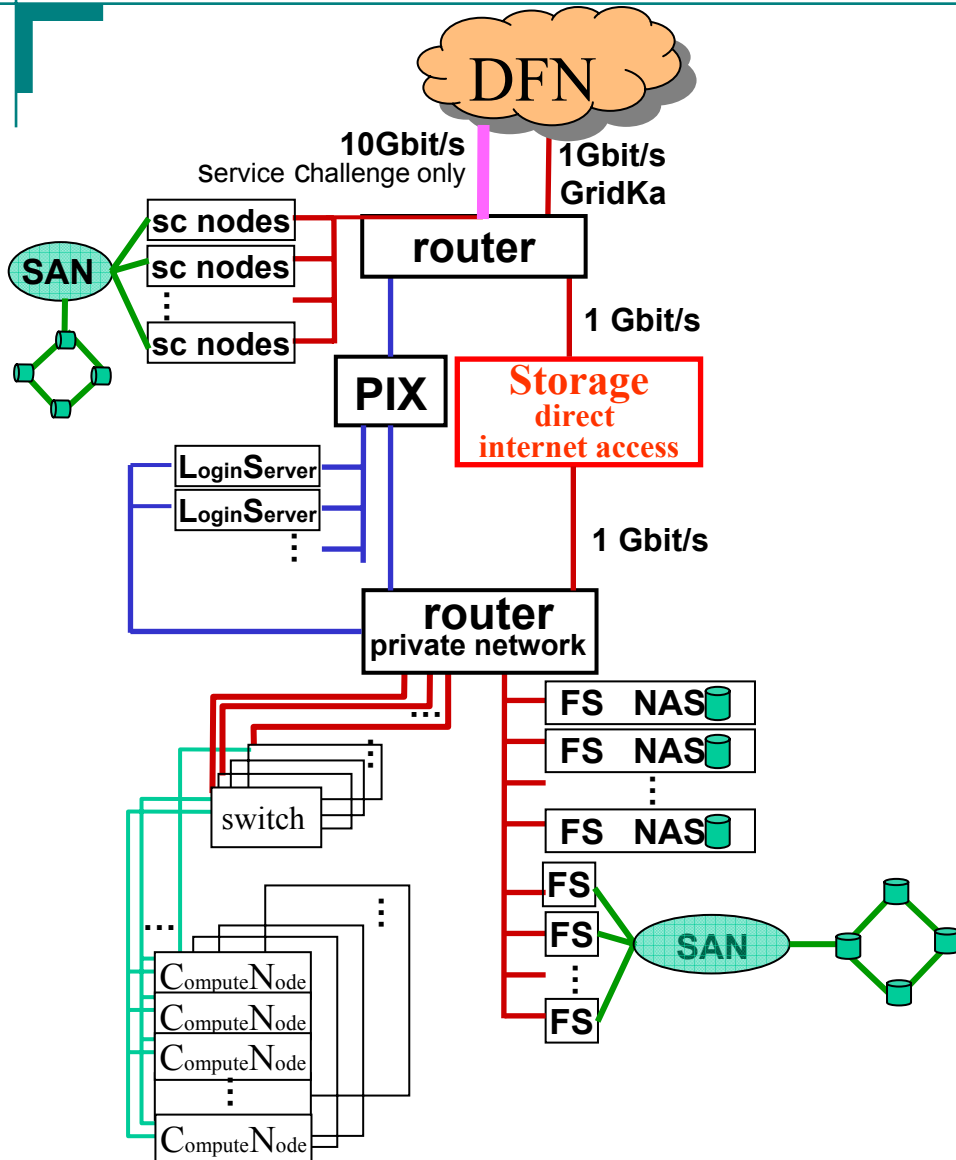 DFN
10Gbit/s
Service Challenge only
1Gbit/s
GridKa
sc nodes
sc nodes
⋮
sc nodes
SAN
router
1 Gbit/s
PIX
Storage
direct
internet access
LoginServer
LoginServer
⋮
1 Gbit/s
router
private network
...
⋮
switch
FS NAS
FS NAS
⋮
FS NAS
FS
FS
⋮
FS
SAN
...
⋮
ComputeNode
ComputeNode
ComputeNode
⋮
ComputeNode